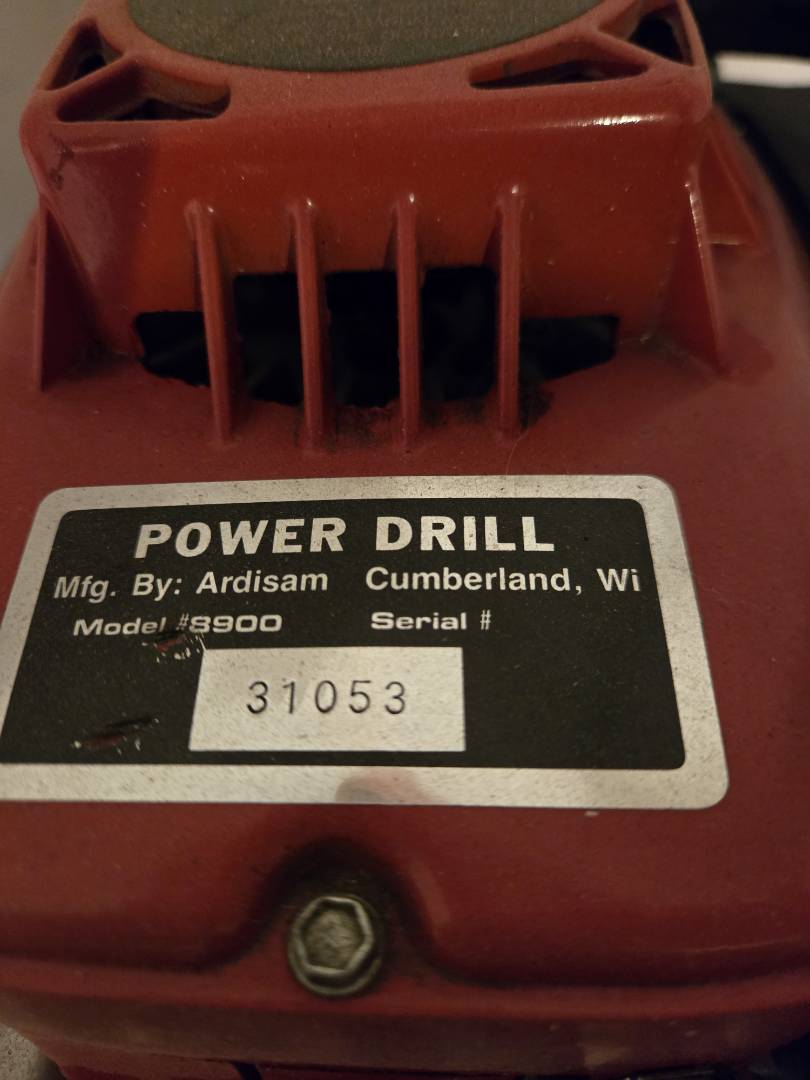 POWER DRILL
Mfg. By: Ardisam Cumberland, Wi
Model #8900 Serial #
31053